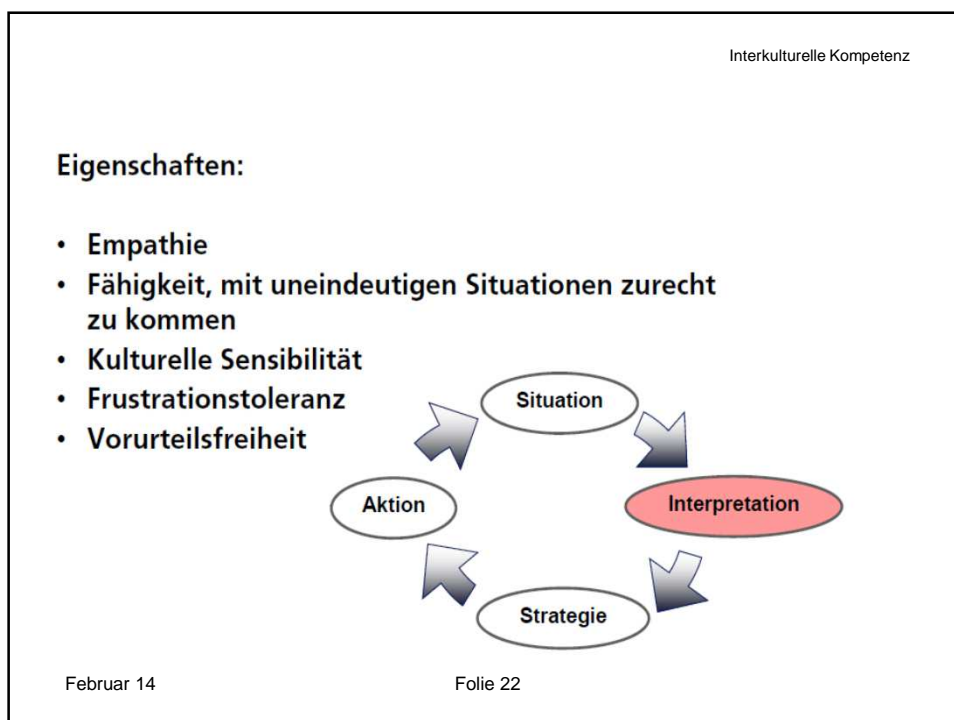 Interkulturelle Kompetenz
Eigenschaften:
• Empathie
• Fähigkeit, mit uneindeutigen Situationen zurecht
zu kommen
• Kulturelle Sensibilität
• Frustrationstoleranz
• Vorurteilsfreiheit
Situation
Interpretation
Strategie
Aktion
Februar 14
Folie 22